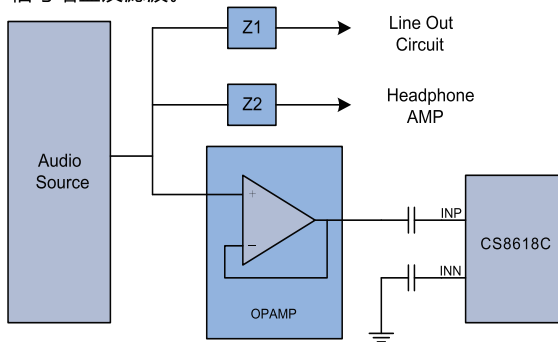 Z1
Line Out
Circuit
Z2
Headphone
AMP
Audio
Source
+
−
OPAMP
INP
INN
CS8618C